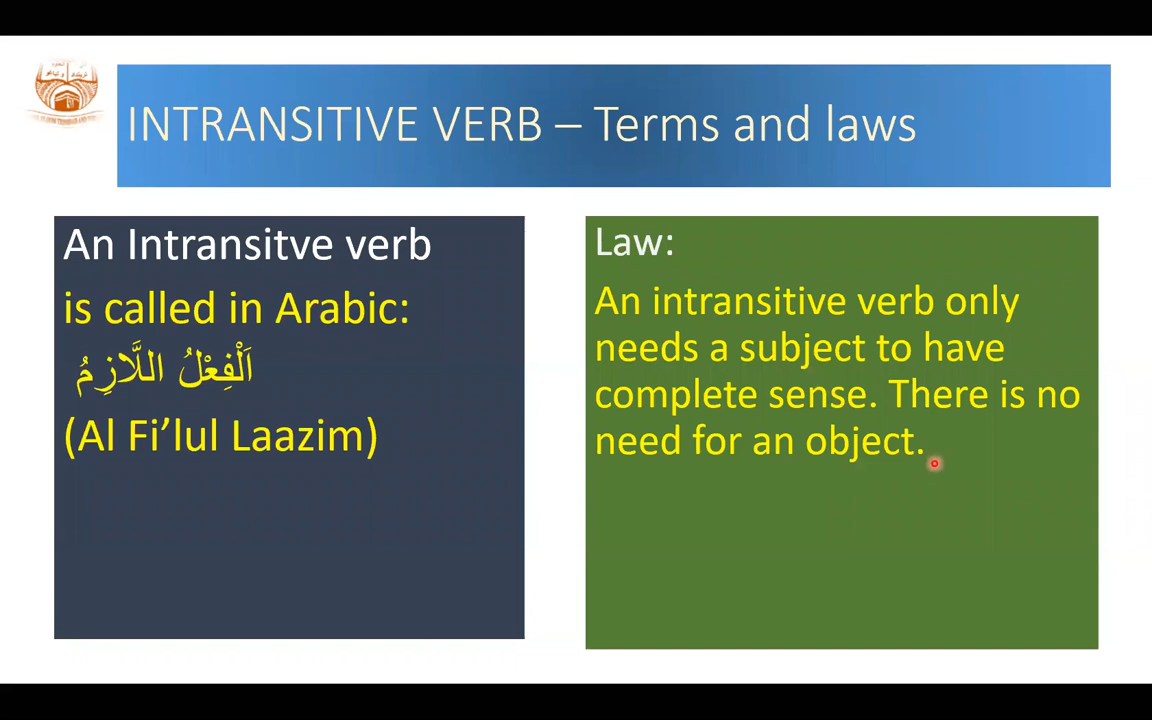 INTRANSITIVE VERB – Terms and laws
An Intransitve verb
is called in Arabic:
اَلْفِعْلُ اللَّازِمُ
(Al Fi’lul Laazim)
Law:
An intransitive verb only
needs a subject to have
complete sense. There is no
need for an object.